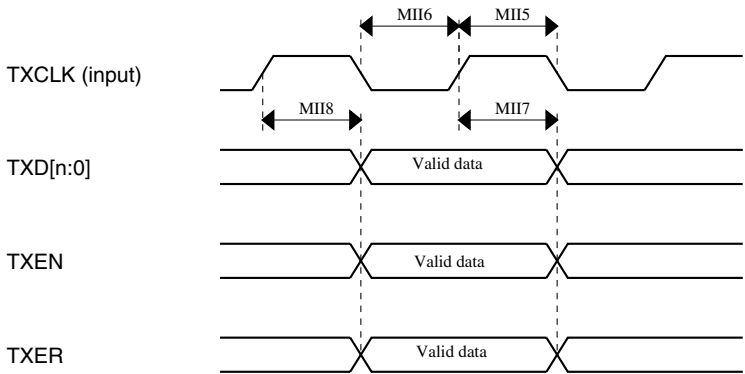 MII6 MII5
TXCLK (input)
MII8 MII7
TXD[n:0] Valid data
TXEN Valid data
TXER Valid data